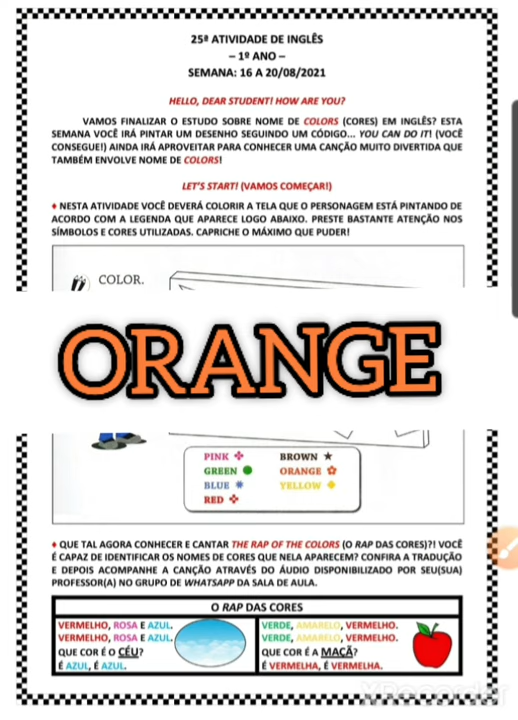 25ª ATIVIDADE DE INGLÊS
– 1º ANO –
SEMANA: 16 A 20/08/2021
HELLO, DEAR STUDENT! HOW ARE YOU?
VAMOS FINALIZAR O ESTUDO SOBRE NOME DE COLORS (CORES) EM INGLÊS? ESTA
SEMANA VOCÊ IRÁ PINTAR UM DESENHO SEGUINDO UM CÓDIGO... YOU CAN DO IT! (VOCÊ
CONSEGUE!) AINDA IRÁ APROVEITAR PARA CONHECER UMA CANÇÃO MUITO DIVERTIDA QUE
TAMBÉM ENVOLVE NOME DE COLORS!
LET'S START! (VAMOS COMEÇAR!)
♦ NESTA ATIVIDADE VOCÊ DEVERÁ COLORIR A TELA QUE O PERSONAGEM ESTÁ PINTANDO DE
ACORDO COM A LEGENDA QUE APARECE LOGO ABAIXO. PRESTE BASTANTE ATENÇÃO NOS
SÍMBOLOS E CORES UTILIZADAS. CAPRICHE O MÁXIMO QUE PUDER!
COLOR.
ORANGE
PINK BROWN
GREEN ORANGE
BLUE YELLOW
RED
♦ QUE TAL AGORA CONHECER E CANTAR THE RAP OF THE COLORS (O RAP DAS CORES)?! VOCÊ
É CAPAZ DE IDENTIFICAR OS NOMES DE CORES QUE NELA APARECEM? CONFIRA A TRADUÇÃO
E DEPOIS ACOMPANHE A CANÇÃO ATRAVÉS DO ÁUDIO DISPONIBILIZADO POR SEU(SUA)
PROFESSOR(A) NO GRUPO DE WHATSAPP DA SALA DE AULA.
O RAP DAS CORES
VERMELHO, ROSA E AZUL.
VERMELHO, ROSA E AZUL.
QUE COR É O CÉU?
É AZUL, É AZUL.
VERDE, AMARELO, VERMELHO.
VERDE, AMARELO, VERMELHO.
QUE COR É A MAÇÃ?
É VERMELHA, É VERMELHA.
XRecorder